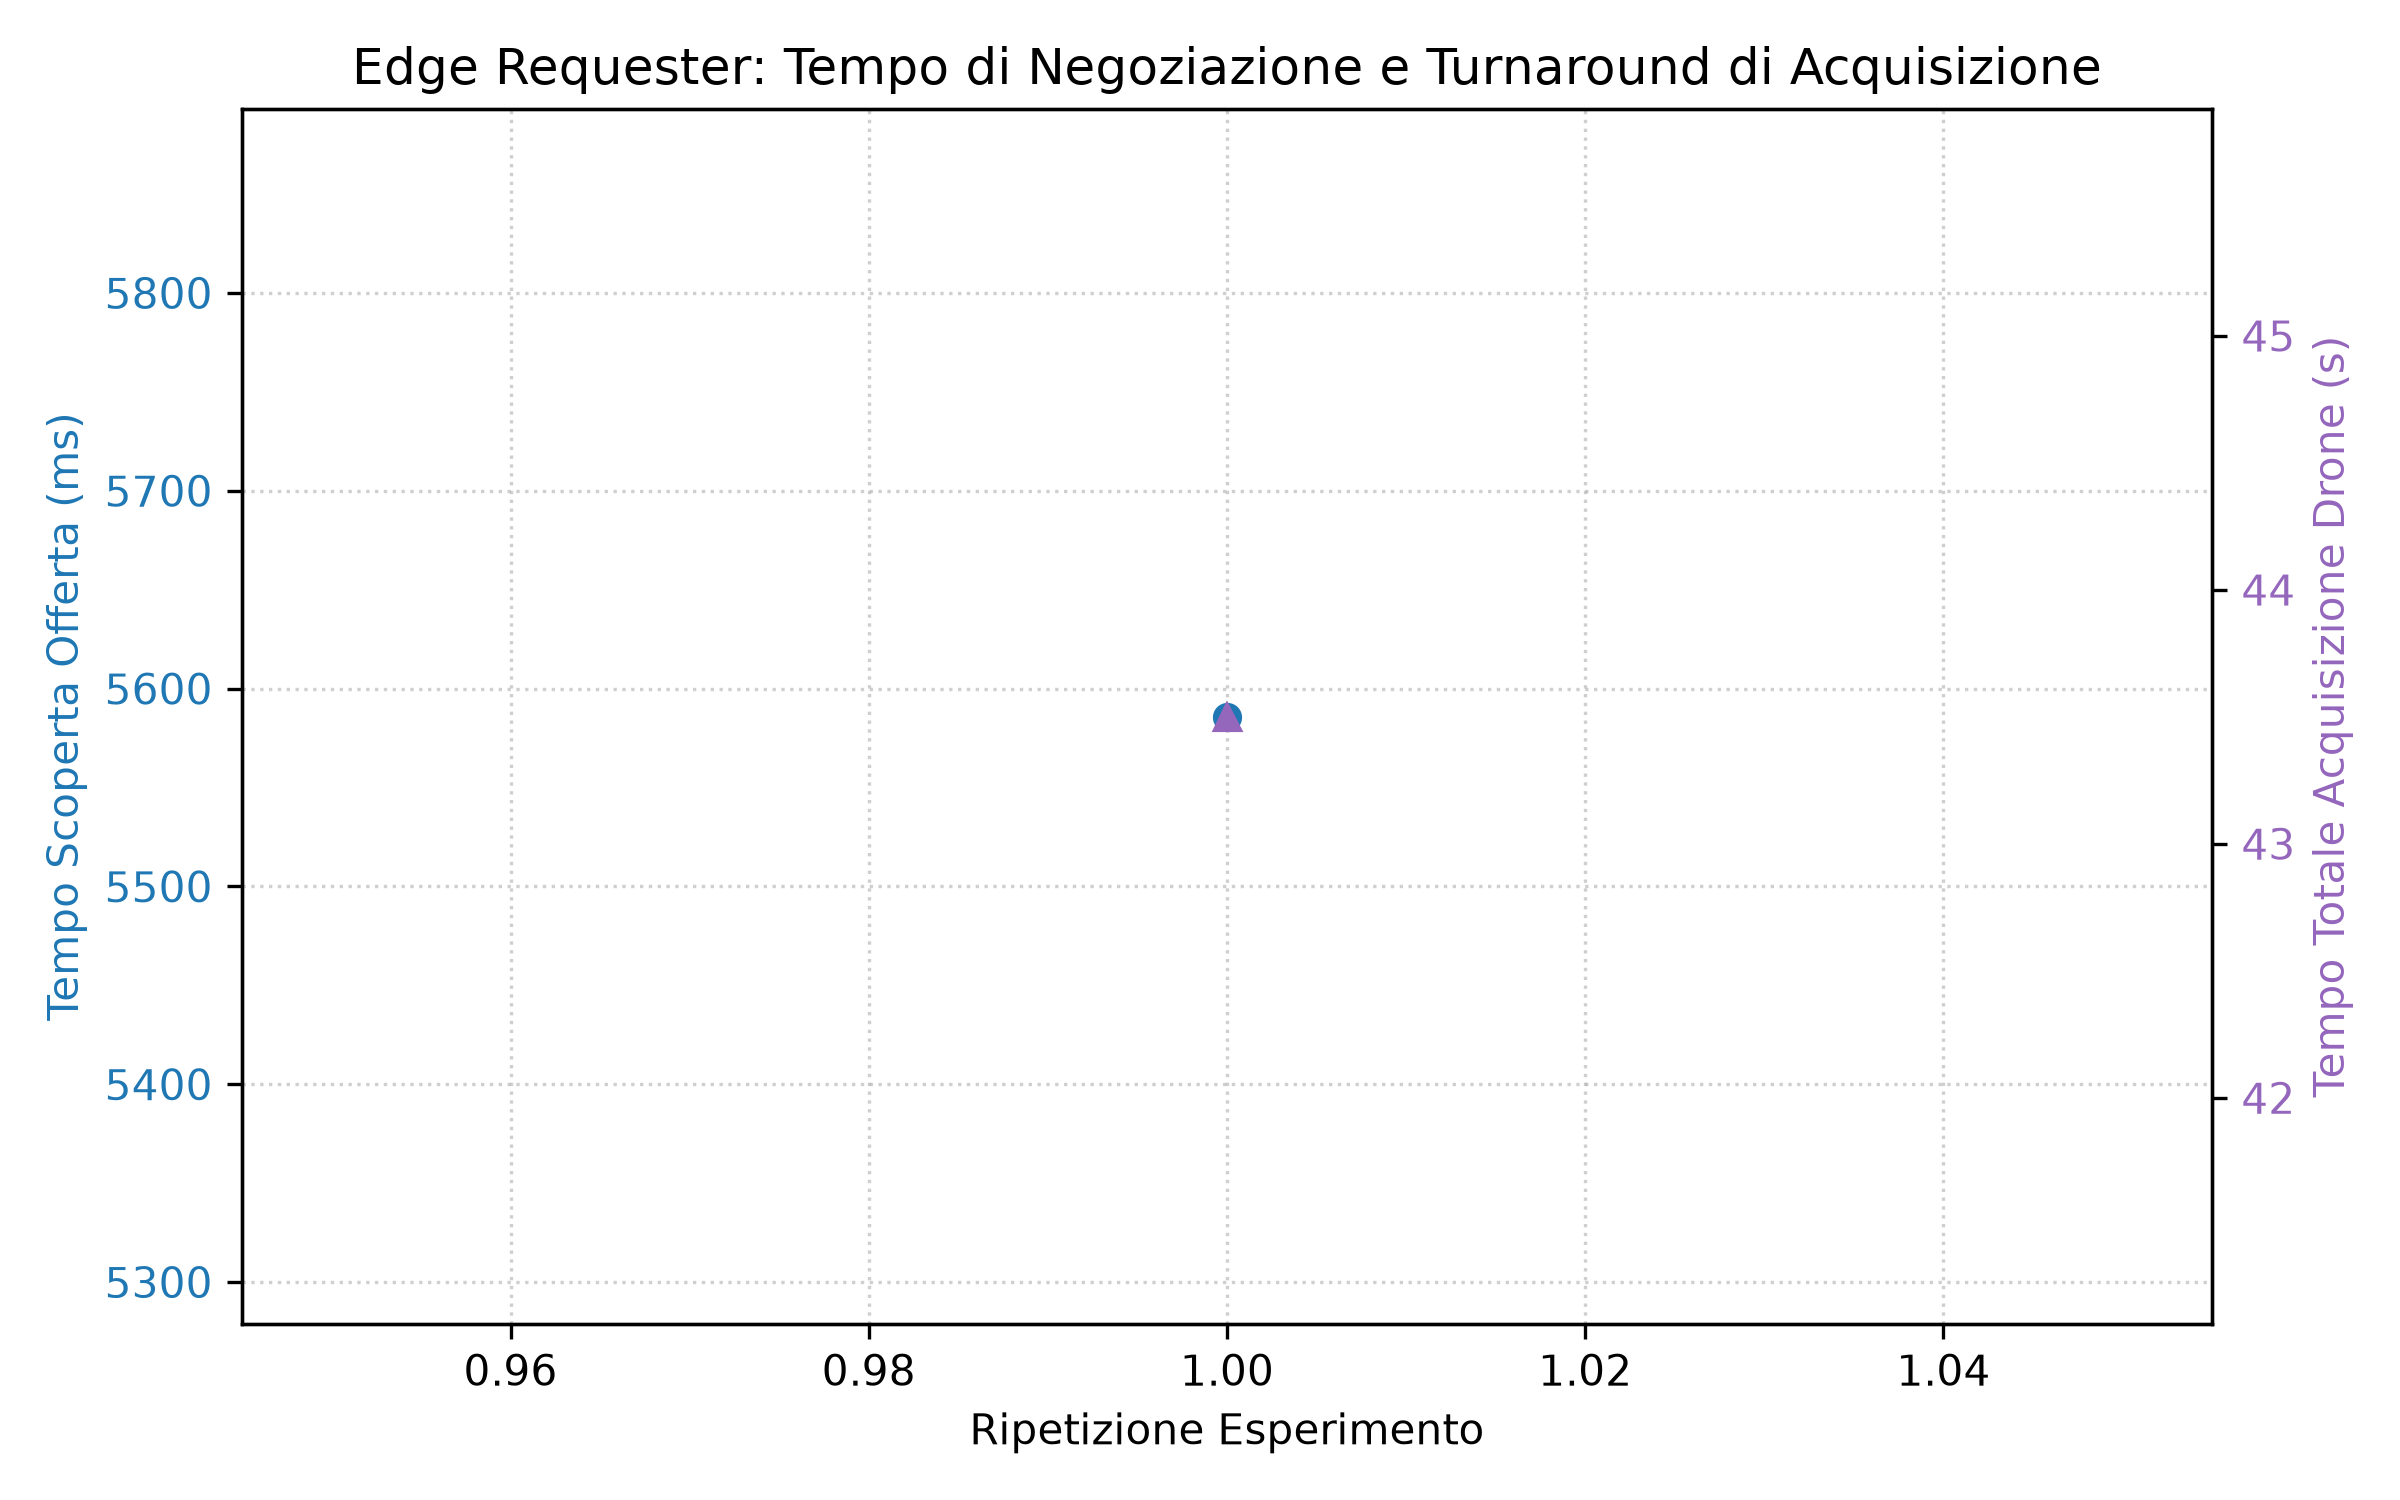 Edge Requester: Tempo di Negoziazione e Turnaround di Acquisizione
Tempo Scoperta Offerta (ms)
5800
5700
5600
5500
5400
5300
45
44
43
42
Tempo Totale Acquisizione Drone (s)
0.96 0.98 1.00 1.02 1.04
Ripetizione Esperimento